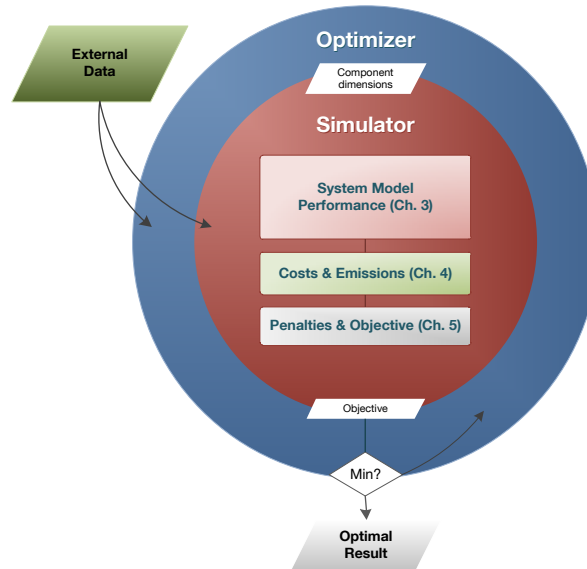 External
Data
Optimizer
Component
dimensions
Simulator
System Model
Performance (Ch. 3)
Costs & Emissions (Ch. 4)
Penalties & Objective (Ch. 5)
Objective
Min?
Optimal
Result